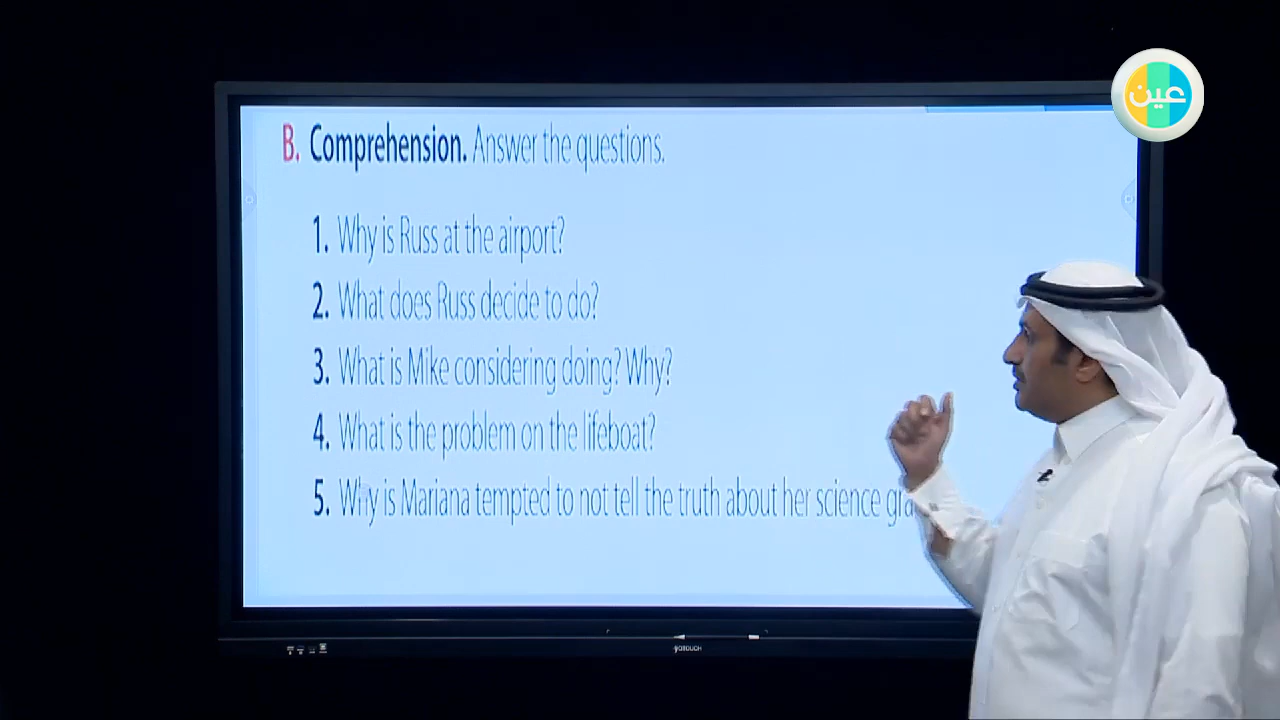 عين
B. Comprehension. Answer the questions.
1. Why is Russ at the airport?
2. What does Russ decide to do?
3. What is Mike considering doing? Why?
4. What is the problem on the lifeboat?
5. Why is Mariana tempted to not tell the truth about her science gra